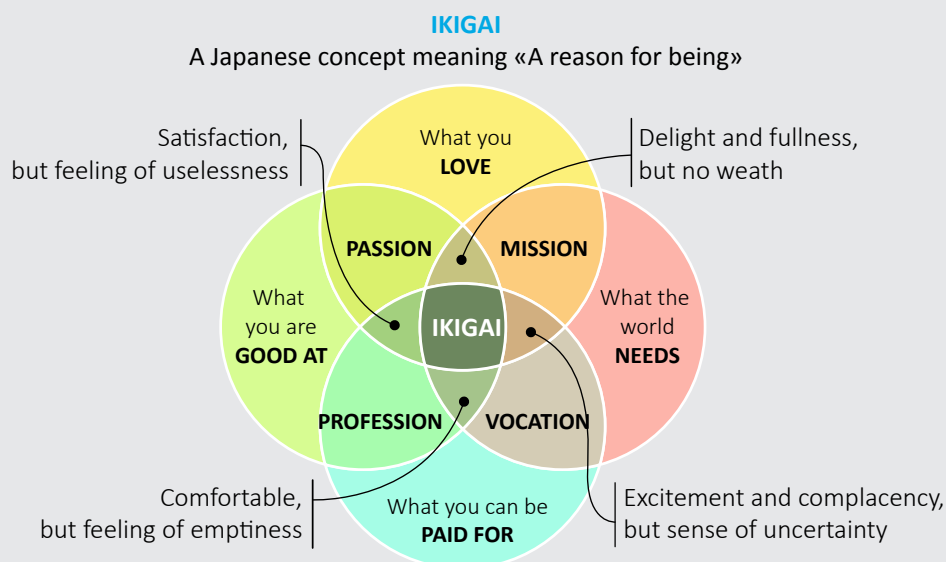 IKIGAI
A Japanese concept meaning «A reason for being»
Satisfaction,
but feeling of uselessness
What you
LOVE
Delight and fullness,
but no weath
PASSION
MISSION
What
you are
GOOD AT
IKIGAI
What the
world
NEEDS
PROFESSION
VOCATION
Comfortable,
but feeling of emptiness
What you can be
PAID FOR
Excitement and complacency,
but sense of uncertainty